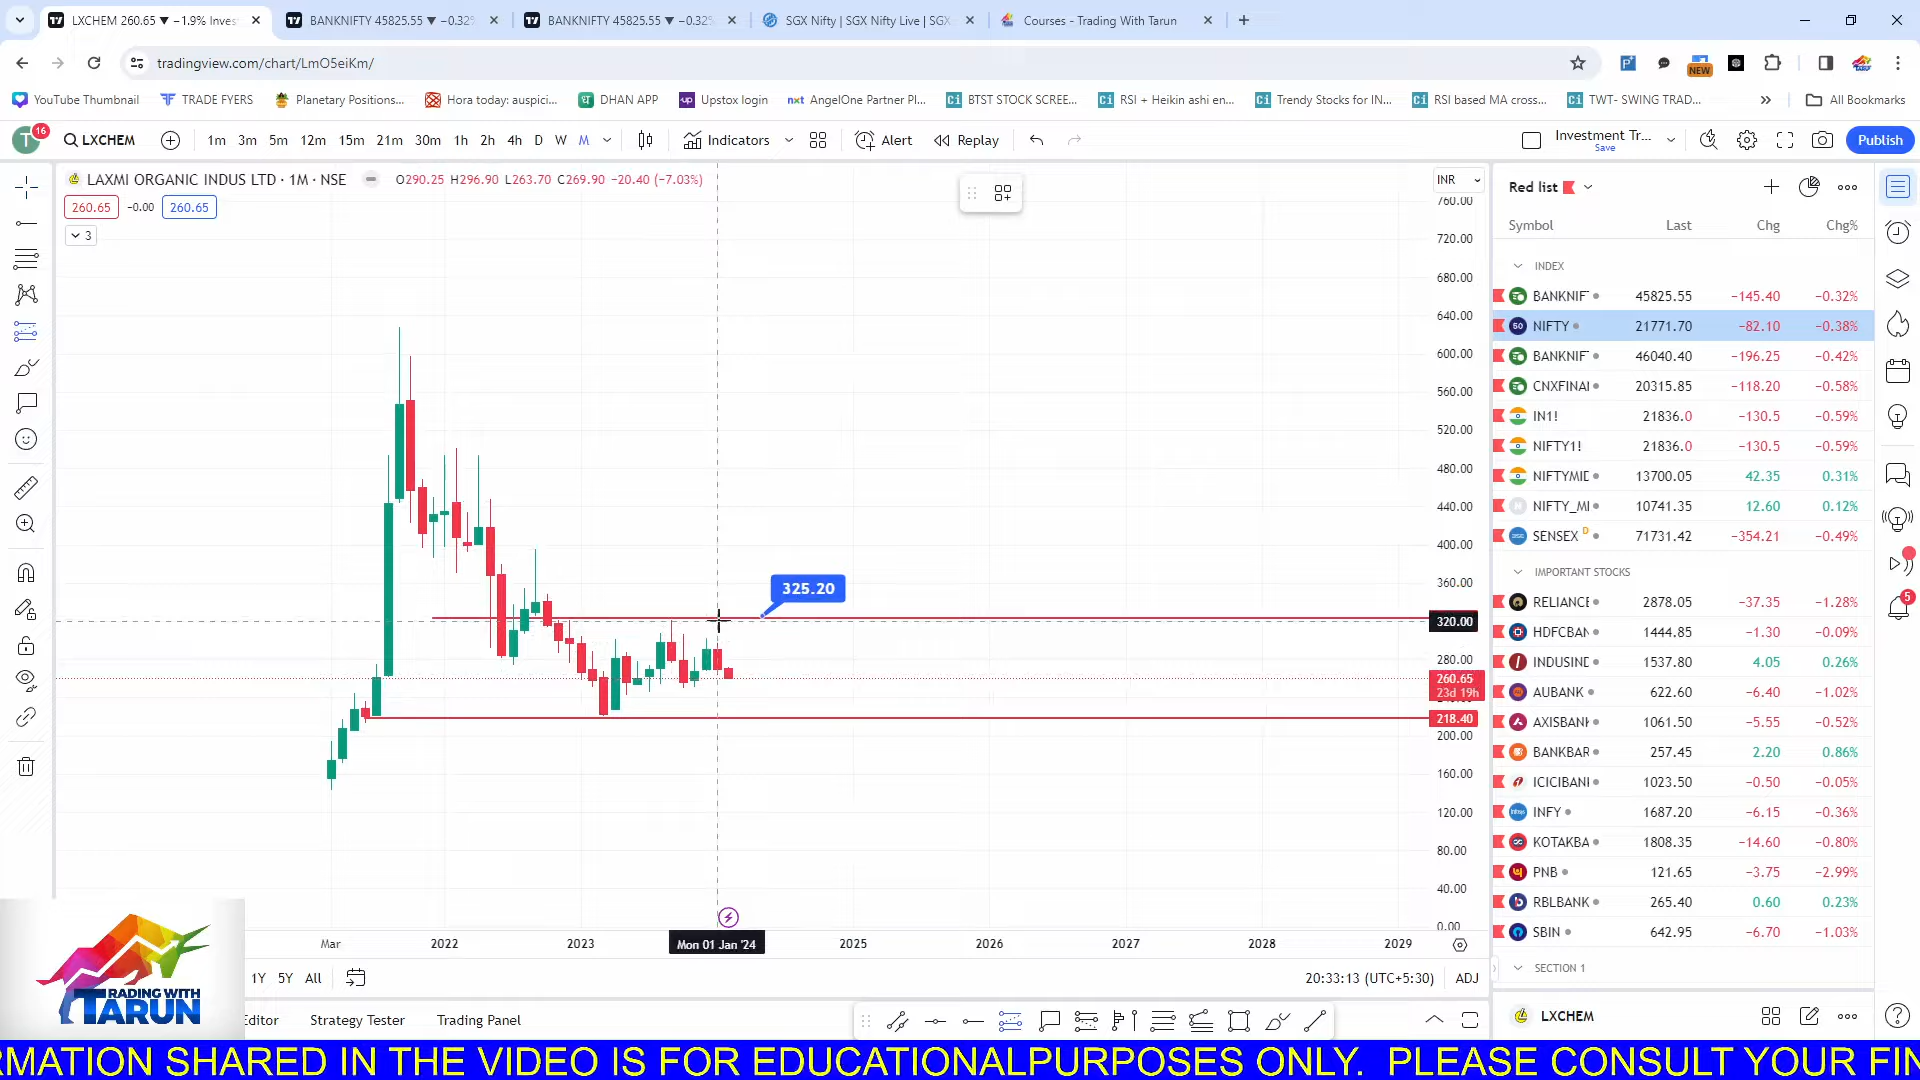 LXCHEM 260.65 ▼ −1.9% Inves
BANKNIFTY 45825.55 ▼ −0.32%
BANKNIFTY 45825.55 ▼ −0.32%
SGX Nifty | SGX Nifty Live | SGX
Courses - Trading With Tarun
tradingview.com/chart/LmO5eiKm/
NEW
YouTube Thumbnail
TRADE FYERS
Planetary Positions...
Hora today: auspici...
DHAN APP
Upstox login
AngelOne Partner Pl...
BTST STOCK SCREE...
RSI + Heikin ashi en...
Trendy Stocks for IN...
RSI based MA cross...
TWT- SWING TRAD...
All Bookmarks
T 16
LXCHEM
1m 3m 5m 12m 15m 21m 30m 1h 2h 4h D W M
Indicators
Alert
Replay
Investment Tr...
Save
Publish
LAXMI ORGANIC INDUS LTD · 1M · NSE
O290.25 H296.90 L263.70 C269.90 −20.40 (−7.03%)
260.65 −0.00 260.65
3
INR
760.00
720.00
680.00
640.00
600.00
560.00
520.00
480.00
440.00
400.00
360.00
325.20
320.00
280.00
260.65
23d 19h
218.40
200.00
160.00
120.00
80.00
40.00
0.00
Mar 2022 2023 Mon 01 Jan '24 2025 2026 2027 2028 2029
1Y 5Y All
20:33:13 (UTC+5:30) ADJ
Editor Strategy Tester Trading Panel
Red list
Symbol Last Chg Chg%
INDEX
BANKNIF 45825.55 −145.40 −0.32%
NIFTY 21771.70 −82.10 −0.38%
BANKNIF 46040.40 −196.25 −0.42%
CNXFINAI 20315.85 −118.20 −0.58%
IN1! 21836.0 −130.5 −0.59%
NIFTY1! 21836.0 −130.5 −0.59%
NIFTYMID 13700.05 42.35 0.31%
NIFTY_MI 10741.35 12.60 0.12%
SENSEX D 71731.42 −354.21 −0.49%
IMPORTANT STOCKS
RELIANCE 2878.05 −37.35 −1.28%
HDFCBAN 1444.85 −1.30 −0.09%
INDUSIND 1537.80 4.05 0.26%
AUBANK 622.60 −6.40 −1.02%
AXISBANK 1061.50 −5.55 −0.52%
BANKBAR 257.45 2.20 0.86%
ICICIBANI 1023.50 −0.50 −0.05%
INFY 1687.20 −6.15 −0.36%
KOTAKBA 1808.35 −14.60 −0.80%
PNB 121.65 −3.75 −2.99%
RBLBANK 265.40 0.60 0.23%
SBIN 642.95 −6.70 −1.03%
SECTION 1
LXCHEM
5
TRADING WITH
TARUN
RMATION SHARED IN THE VIDEO IS FOR EDUCATIONALPURPOSES ONLY. PLEASE CONSULT YOUR FIN